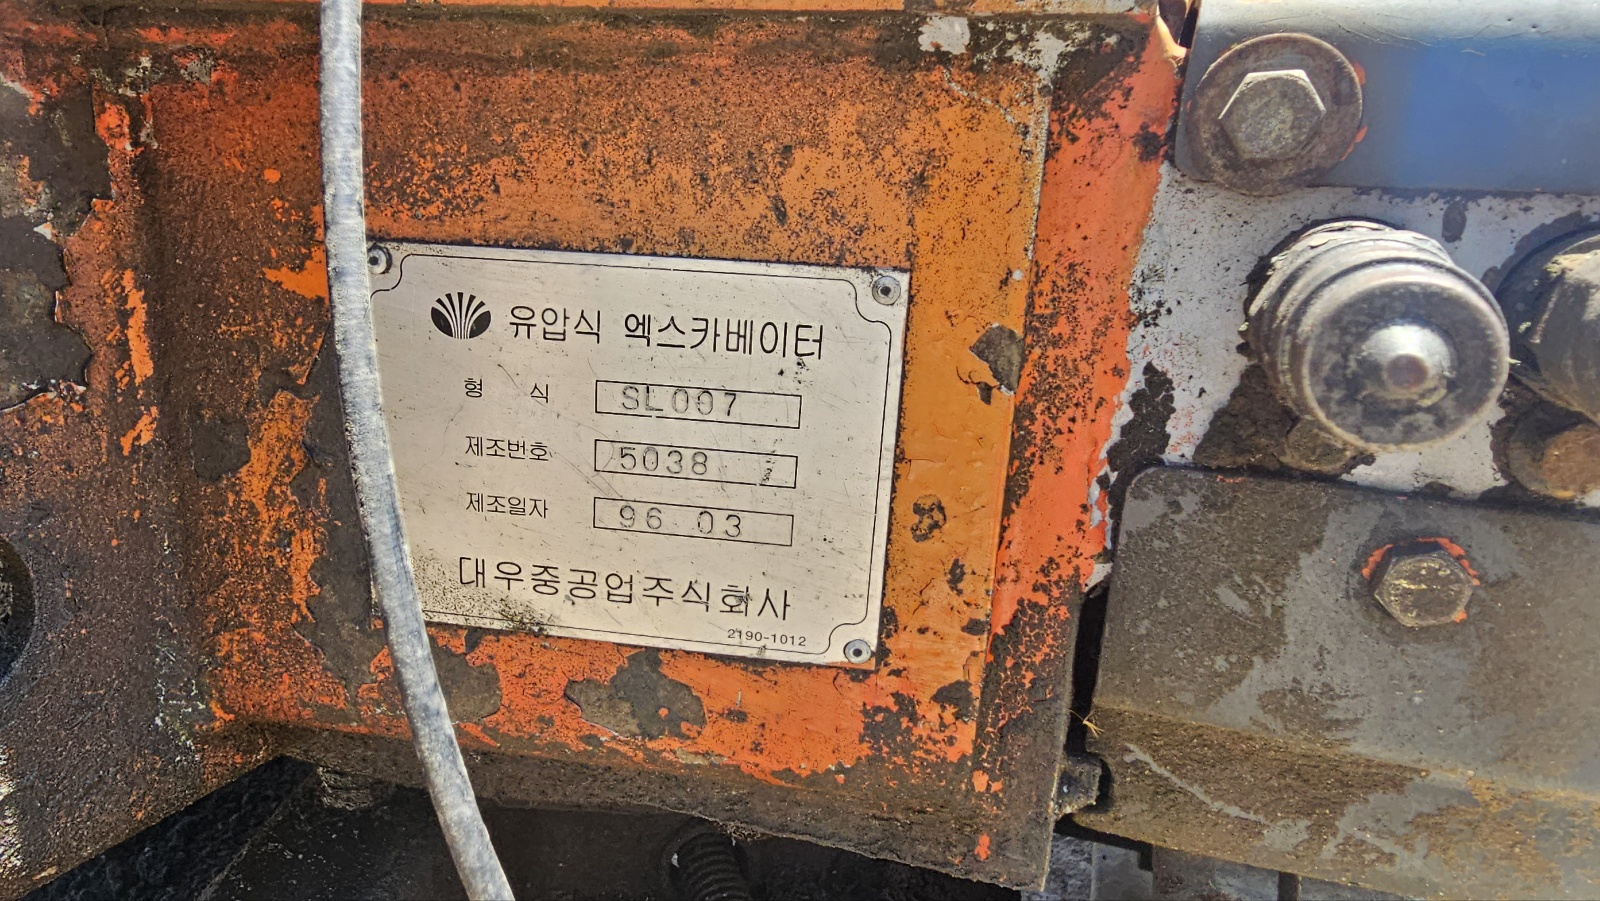 유압식 엑스카베이터
형 식 SL007
제조번호 5038
제조일자 96 03
대우중공업주식회사
2190-1012